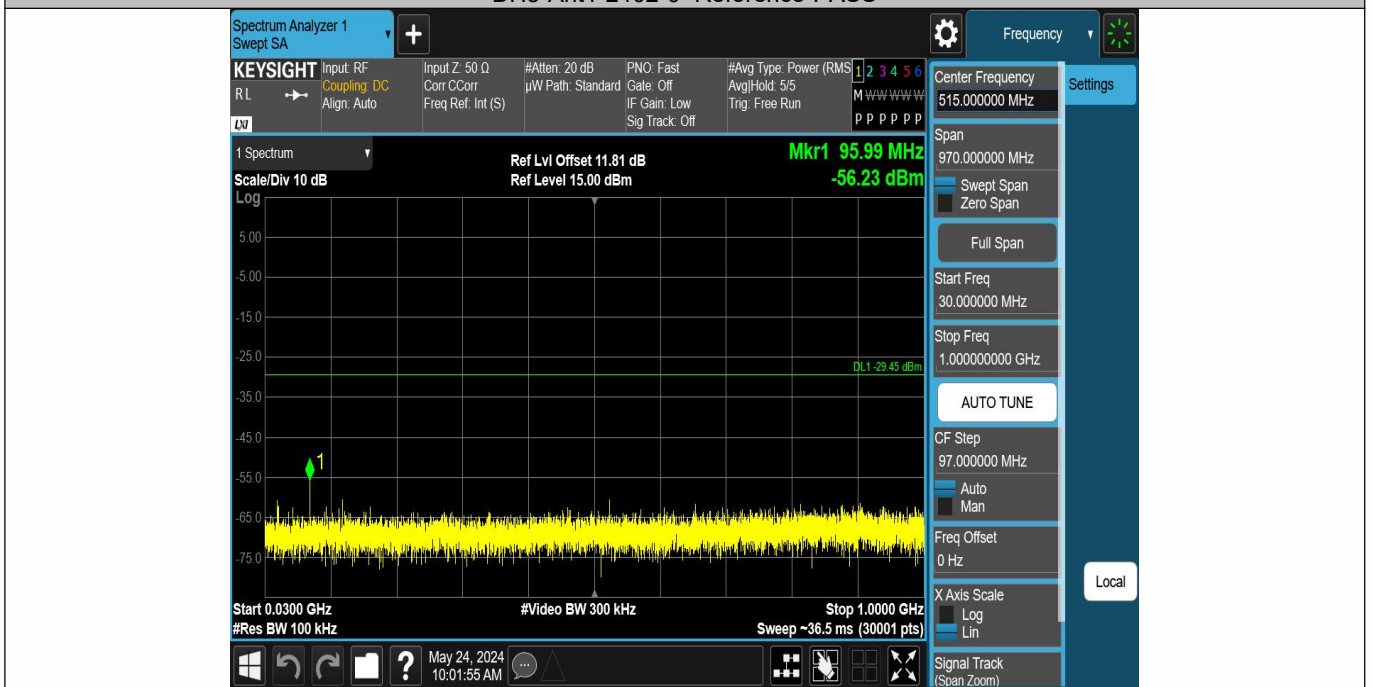 Spectrum Analyzer 1
Swept SA
Frequency
KEYSIGHT
RL
LXI
Input: RF
Coupling: DC
Align: Auto
Input Z: 50 Ω
Corr CCorr
Freq Ref: Int (S)
#Atten: 20 dB
µW Path: Standard
PNO: Fast
Gate: Off
IF Gain: Low
Sig Track: Off
#Avg Type: Power (RMS
Avg|Hold: 5/5
Trig: Free Run
1 2 3 4 5 6
M W W W W W
P P P P P P
1 Spectrum
Scale/Div 10 dB
Log
Ref Lvl Offset 11.81 dB
Ref Level 15.00 dBm
Mkr1 95.99 MHz
-56.23 dBm
5.00
-5.00
-15.0
-25.0
DL1 -29.45 dBm
-35.0
-45.0
1
-55.0
-65.0
-75.0
Start 0.0300 GHz
#Res BW 100 kHz
#Video BW 300 kHz
Stop 1.0000 GHz
Sweep ~36.5 ms (30001 pts)
Center Frequency
515.000000 MHz
Settings
Span
970.000000 MHz
Swept Span
Zero Span
Full Span
Start Freq
30.000000 MHz
Stop Freq
1.000000000 GHz
AUTO TUNE
CF Step
97.000000 MHz
Auto
Man
Freq Offset
0 Hz
Local
X Axis Scale
Log
Lin
Signal Track
(Span Zoom)
?
May 24, 2024
10:01:55 AM